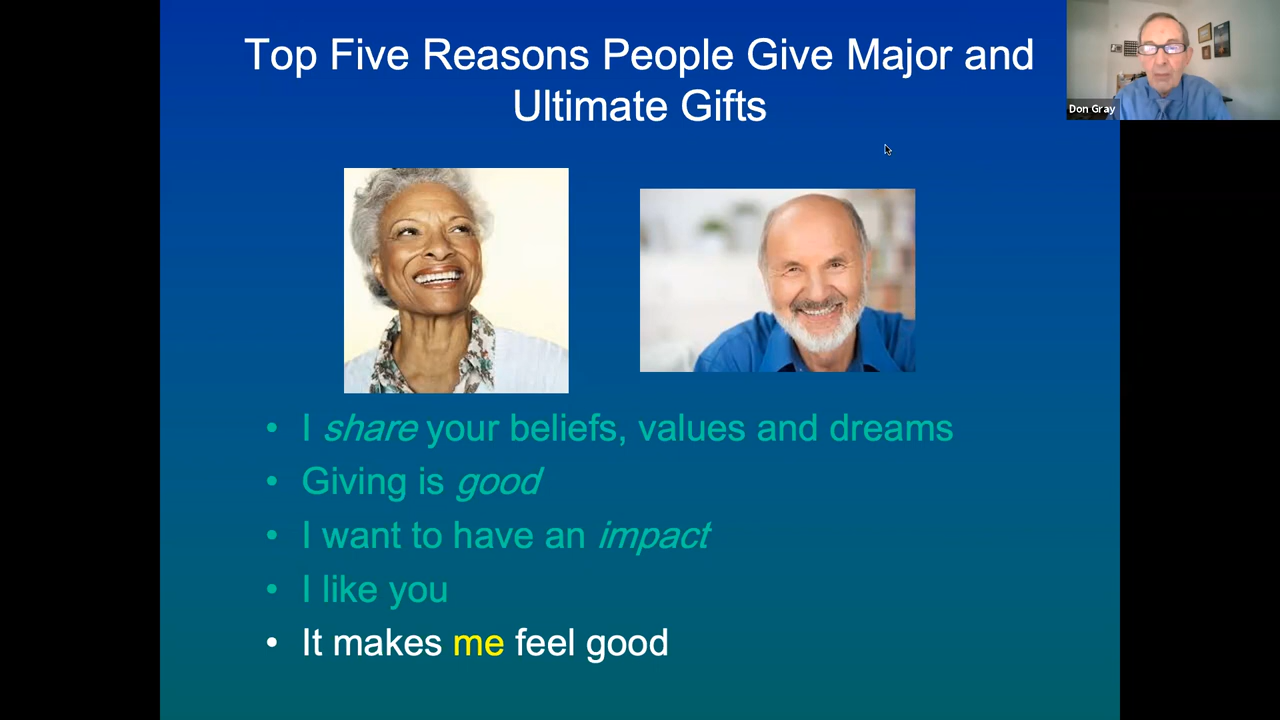 Top Five Reasons People Give Major and
Ultimate Gifts
Don Gray
• I share your beliefs, values and dreams
• Giving is good
• I want to have an impact
• I like you
• It makes me feel good